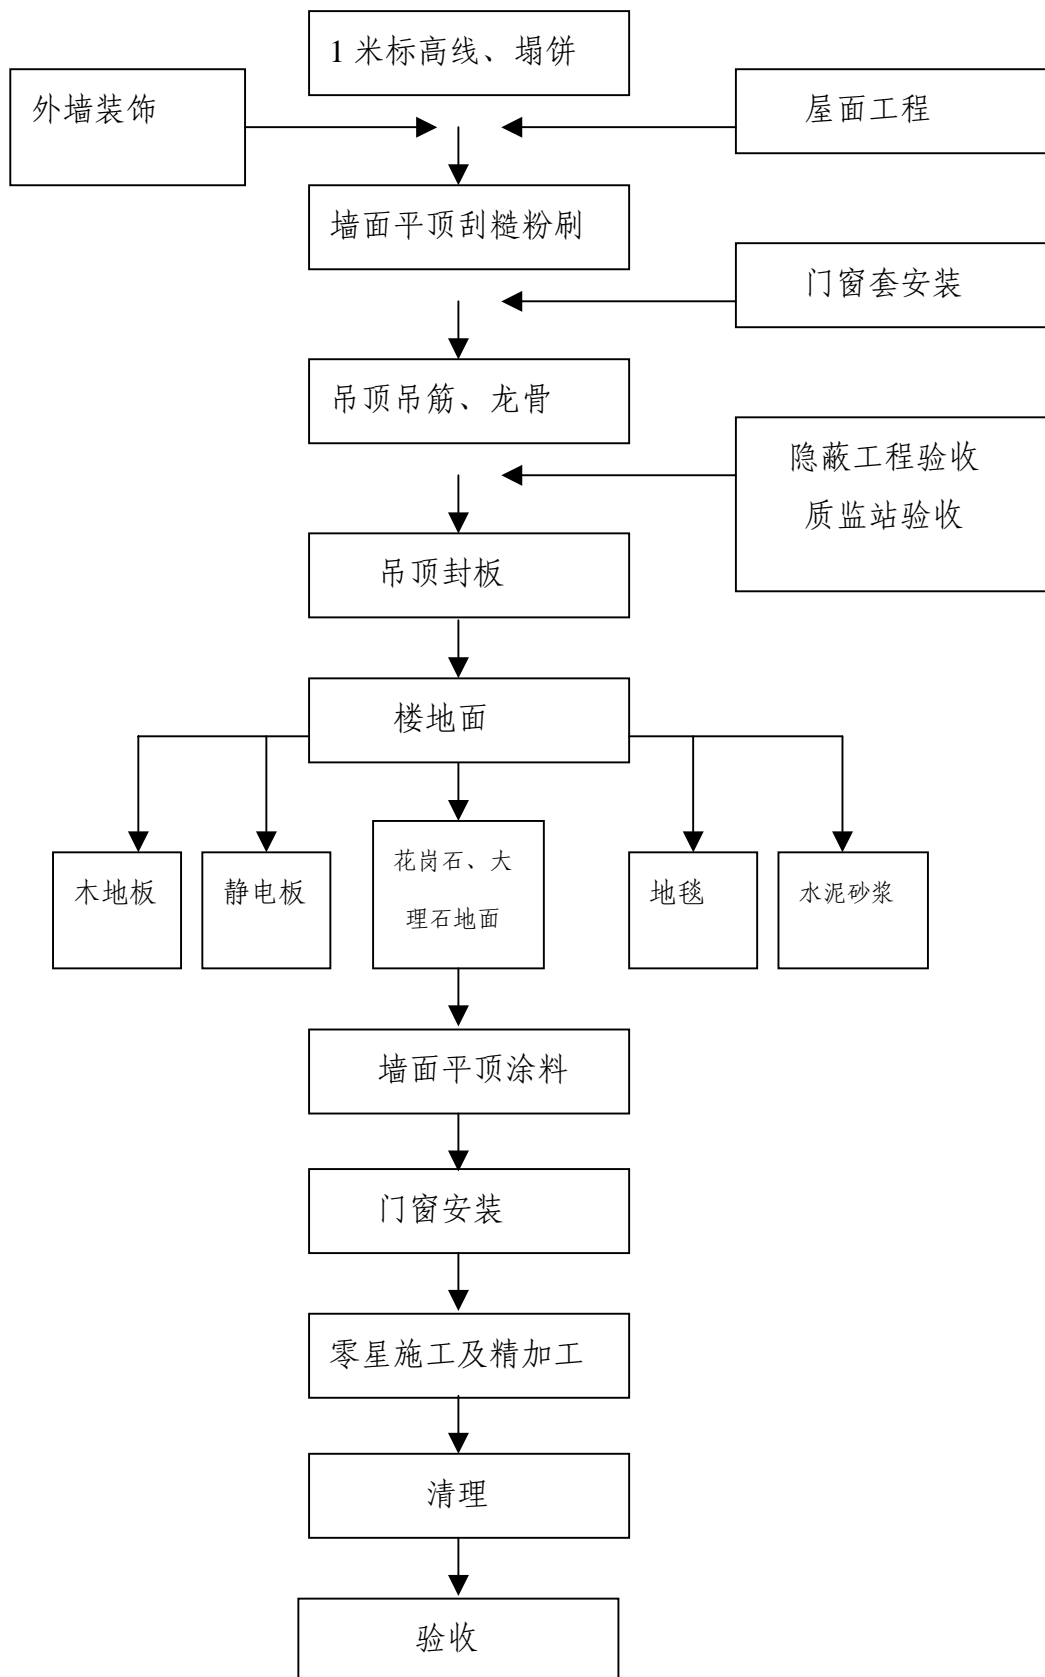 1 米标高线、塌饼
外墙装饰
屋面工程
墙面平顶刮糙粉刷
门窗套安装
吊顶吊筋、龙骨
隐蔽工程验收
质监站验收
吊顶封板
楼地面
木地板
静电板
花岗石、大
理石地面
地毯
水泥砂浆
墙面平顶涂料
门窗安装
零星施工及精加工
清理
验收